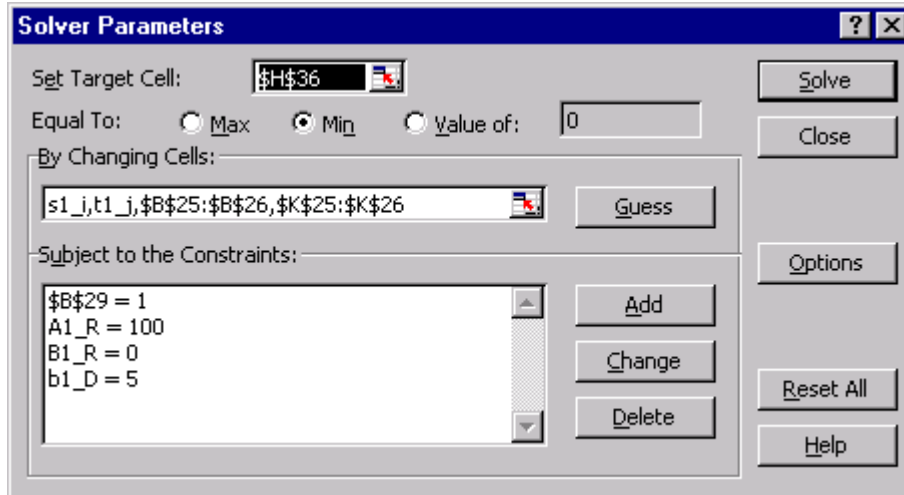 Solver Parameters
Set Target Cell: $H$36 Solve
Equal To: Max Min Value of: 0 Close
By Changing Cells:
s1_j,t1_j,$B$25:$B$26,$K$25:$K$26 Guess
Subject to the Constraints: Options
$B$29 = 1 Add
A1_R = 100
B1_R = 0 Change
b1_D = 5
Reset All
Delete
Help